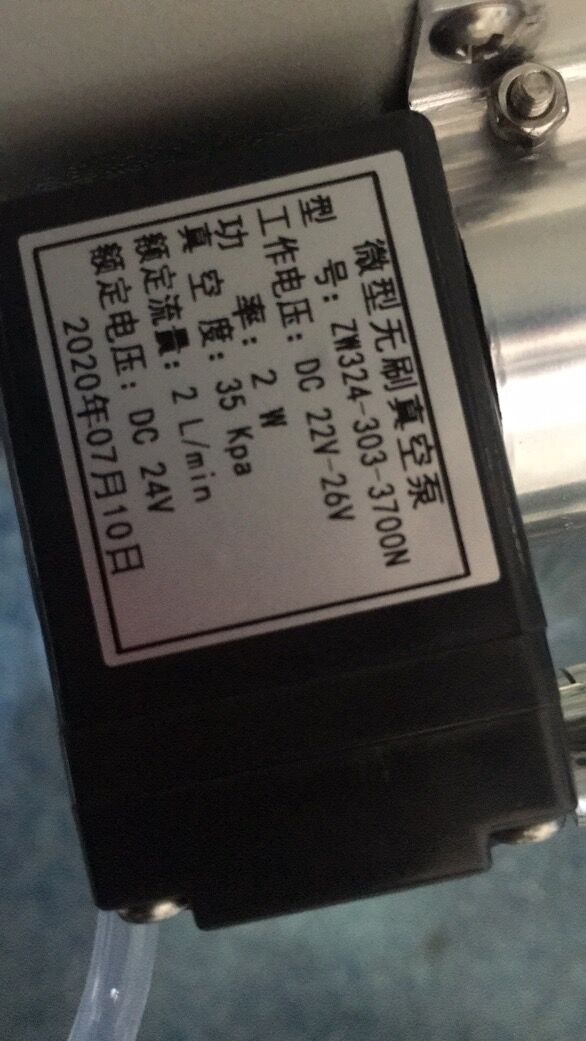 微型无刷真空泵
型 号: ZW324-303-3700N
工作电压: DC 22V-26V
功 率: 2 W
真 空 度: 35 Kpa
额定流量: 2 L/min
额定电压: DC 24V
2020年07月10日